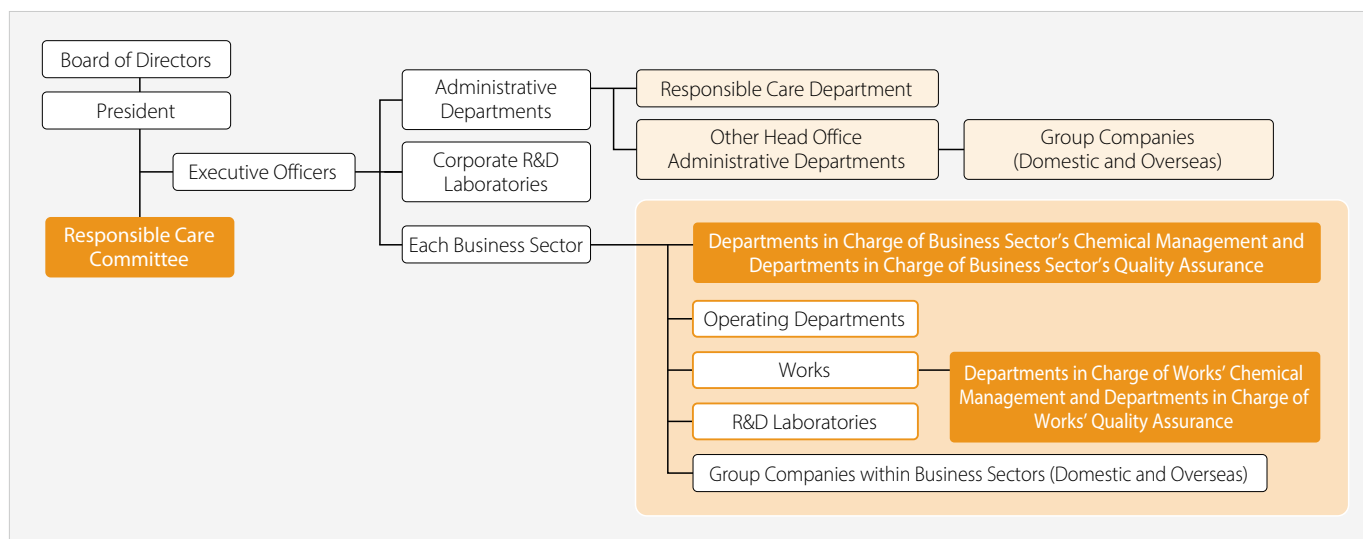 Board of Directors
President
Executive Officers
Responsible Care
Committee
Administrative
Departments
Corporate R&D
Laboratories
Each Business Sector
Responsible Care Department
Other Head Office
Administrative Departments
Group Companies
(Domestic and Overseas)
Departments in Charge of Business Sector’s Chemical Management and
Departments in Charge of Business Sector’s Quality Assurance
Operating Departments
Works
Departments in Charge of Works’ Chemical
Management and Departments in Charge of
Works’ Quality Assurance
R&D Laboratories
Group Companies within Business Sectors (Domestic and Overseas)